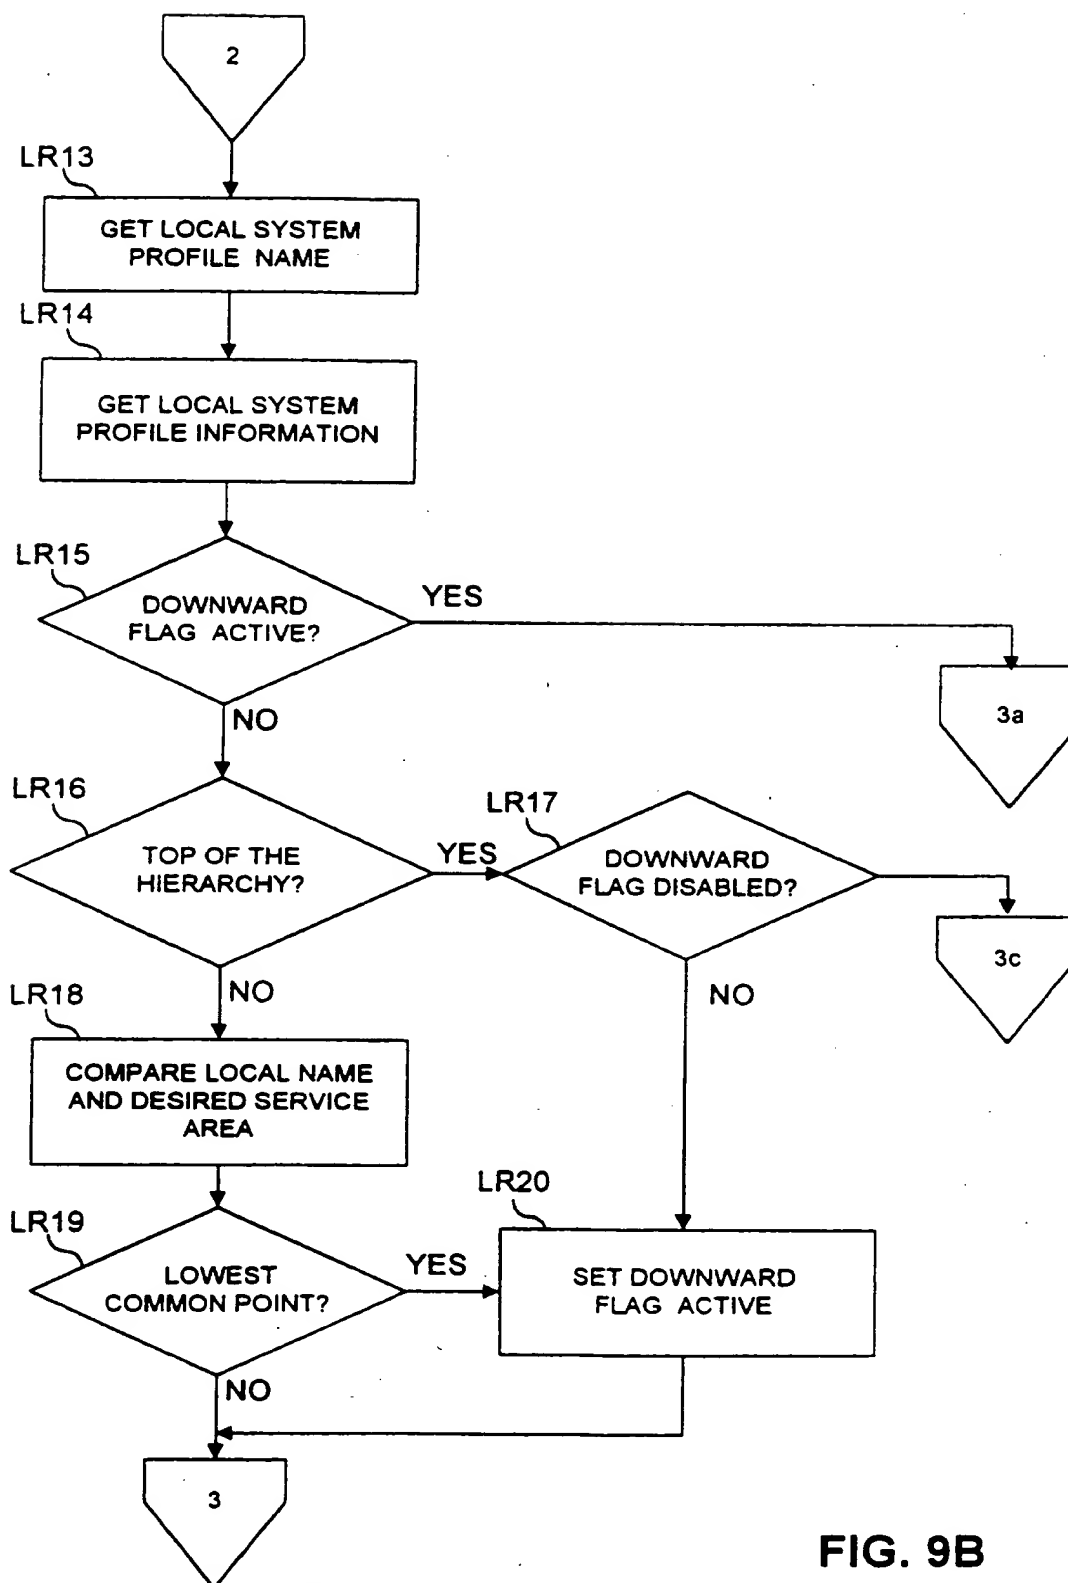 2
LR13
GET LOCAL SYSTEM
PROFILE NAME
LR14
GET LOCAL SYSTEM
PROFILE INFORMATION
LR15
DOWNWARD
FLAG ACTIVE?
YES
3a
NO
LR16
TOP OF THE
HIERARCHY?
YES
LR17
DOWNWARD
FLAG DISABLED?
3c
NO
NO
LR18
COMPARE LOCAL NAME
AND DESIRED SERVICE
AREA
LR19
LOWEST
COMMON POINT?
YES
LR20
SET DOWNWARD
FLAG ACTIVE
NO
3
FIG. 9B